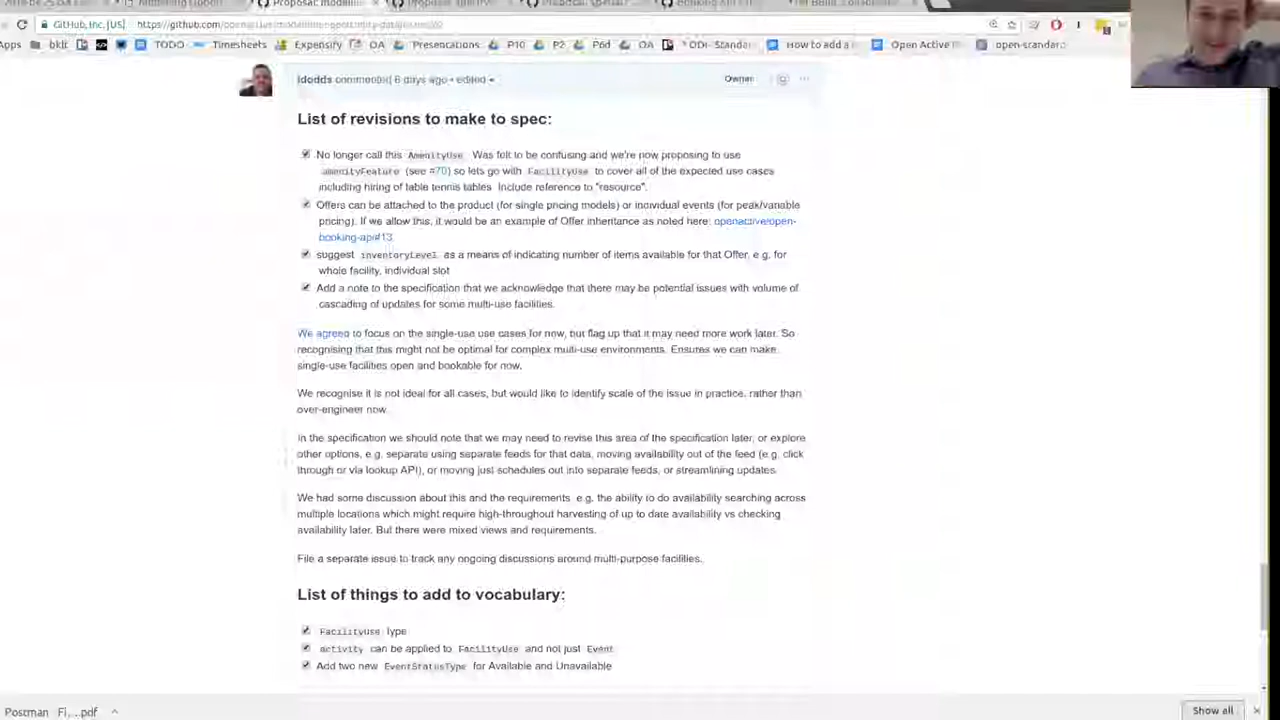 GitHub, Inc. [US]
Apps bklt TODO Timesheets Expensify OA Presentations P10 P2 P6d OA * ODI-Standa How to add a Open Active open-standard
ldodds commented 6 days ago • edited
Owner
List of revisions to make to spec:
No longer call this AmenityUse. Was felt to be confusing and we're now proposing to use
amenityFeature (see #70) so lets go with FacilityUse to cover all of the expected use cases
including hiring of table tennis tables. Include reference to "resource".
Offers can be attached to the product (for single pricing models) or individual events (for peak/variable
pricing). If we allow this, it would be an example of Offer inheritance as noted here: openactive/open-
booking-api#13
suggest inventoryLevel as a means of indicating number of items available for that Offer, e.g. for
whole facility, individual slot
Add a note to the specification that we acknowledge that there may be potential issues with volume of
cascading of updates for some multi-use facilities.
We agreed to focus on the single-use use cases for now, but flag up that it may need more work later. So
recognising that this might not be optimal for complex multi-use environments. Ensures we can make
single-use facilities open and bookable for now.
We recognise it is not ideal for all cases, but would like to identify scale of the issue in practice, rather than
over-engineer now.
In the specification we should note that we may need to revise this area of the specification later, or explore
other options, e.g. separate using separate feeds for that data, moving availability out of the feed (e.g. click
through or via lookup API), or moving just schedules out into separate feeds, or streamlining updates.
We had some discussion about this and the requirements e.g. the ability to do availability searching across
multiple locations which might require high-throughout harvesting of up to date availability vs checking
availability later. But there were mixed views and requirements.
File a separate issue to track any ongoing discussions around multi-purpose facilities.
List of things to add to vocabulary:
FacilityUse type
activity can be applied to FacilityUse and not just Event
Add two new EventStatusType for Available and Unavailable
Postman Fi....pdf
Show all